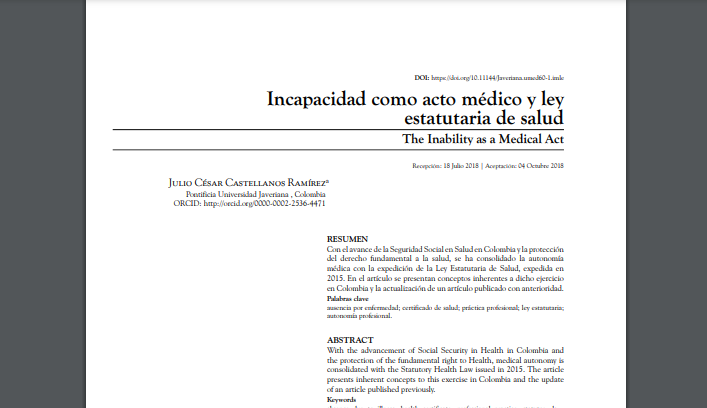 DOI: https://doi.org/10.11144/Javeriana.umed60-1.imle
Incapacidad como acto médico y ley
estatutaria de salud
The Inability as a Medical Act
Recepción: 18 Julio 2018 | Aceptación: 04 Octubre 2018
Julio César Castellanos Ramírezª
Pontificia Universidad Javeriana , Colombia
ORCID: http://orcid.org/0000-0002-2536-4471
RESUMEN
Con el avance de la Seguridad Social en Salud en Colombia y la protección
del derecho fundamental a la salud, se ha consolidado la autonomía
médica con la expedición de la Ley Estatutaria de Salud, expedida en
2015. En el artículo se presentan conceptos inherentes a dicho ejercicio
en Colombia y la actualización de un artículo publicado con anterioridad.
Palabras clave
ausencia por enfermedad; certificado de salud; práctica profesional; ley estatutaria;
autonomía profesional.
ABSTRACT
With the advancement of Social Security in Health in Colombia and
the protection of the fundamental right to Health, medical autonomy is
consolidated with the Statutory Health Law issued in 2015. The article
presents inherent concepts to this exercise in Colombia and the update
of an article published previously.
Keywords